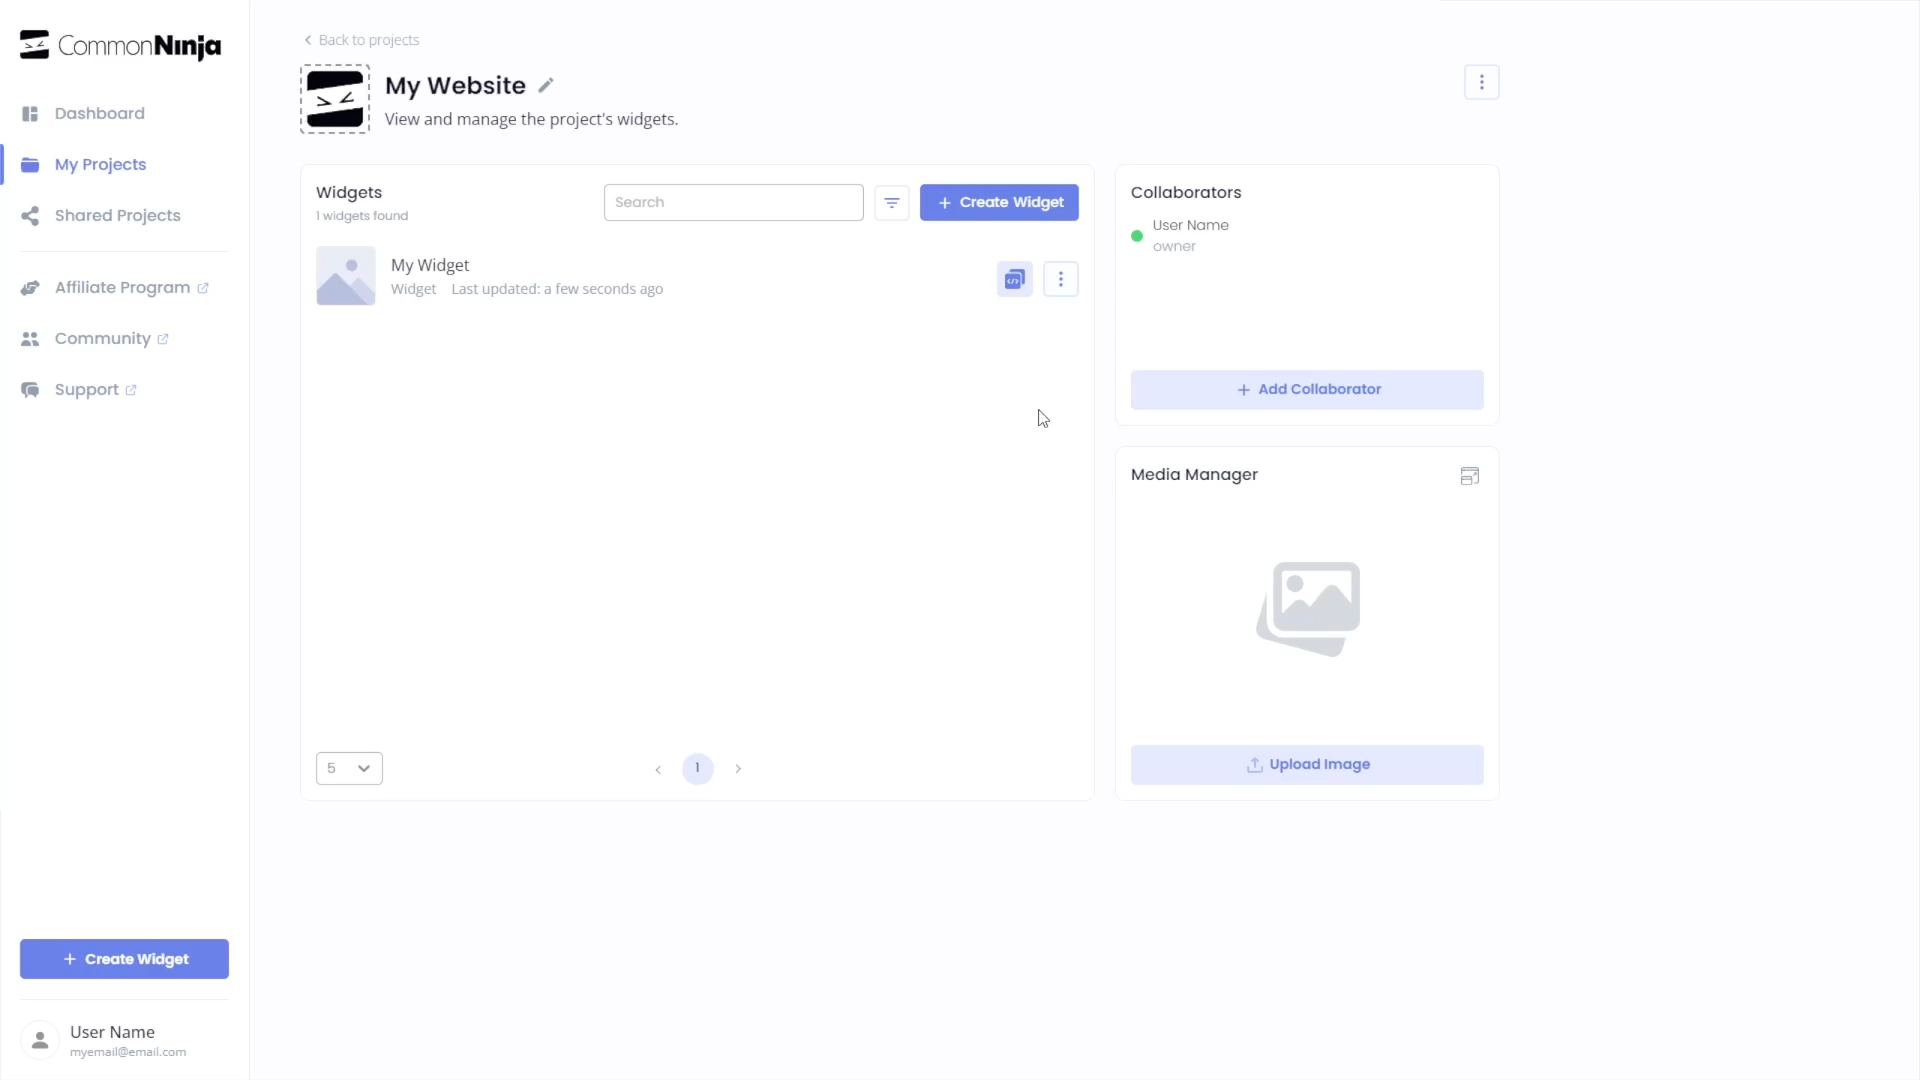 CommonNinja
Dashboard
My Projects
Shared Projects
Affiliate Program
Community
Support
Create Widget
User Name
myemail@email.com
Back to projects
My Website
View and manage the project's widgets.
Widgets
1 widgets found
Search
Create Widget
My Widget
Widget Last updated: a few seconds ago
5
1
Collaborators
User Name
owner
Add Collaborator
Media Manager
Upload Image